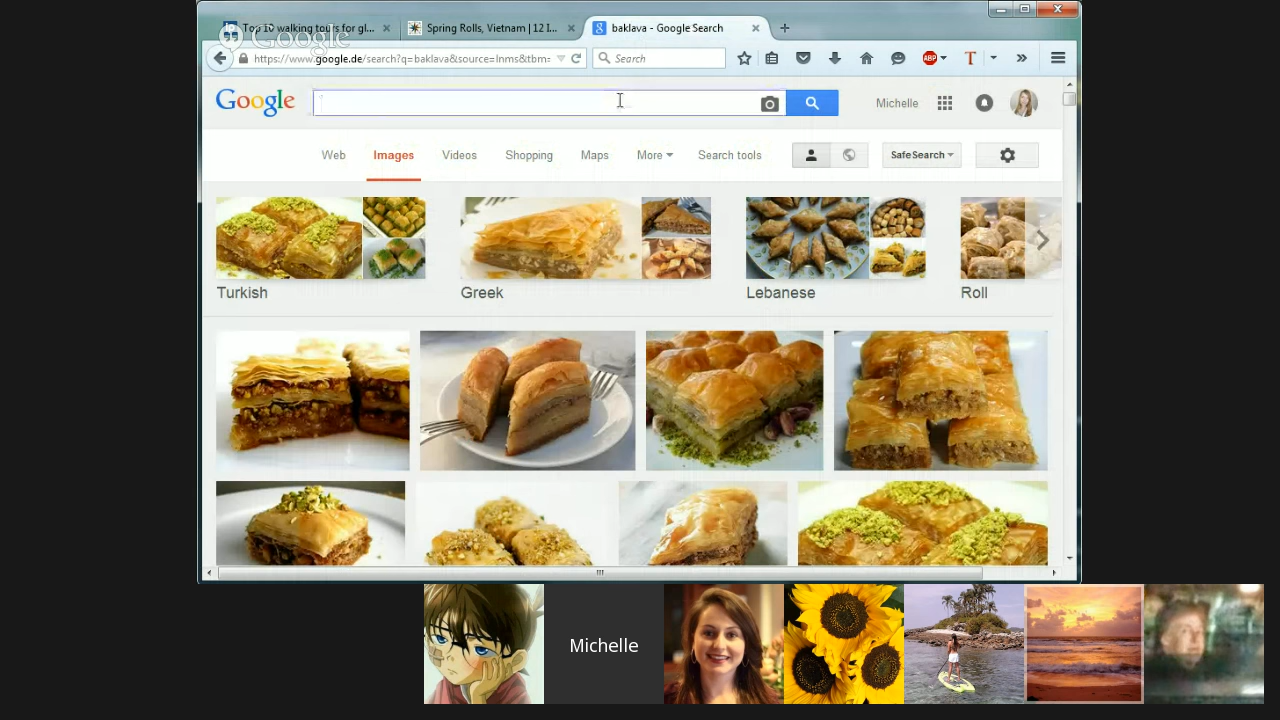 Top 10 walking tours for gl...
Spring Rolls, Vietnam | 12 I...
baklava - Google Search
Google
https://www.google.de/search?q=baklava&source=lnms&tbm=
Search
ABP
T
Google
Michelle
Web
Images
Videos
Shopping
Maps
More
Search tools
SafeSearch
Turkish
Greek
Lebanese
Roll
Michelle